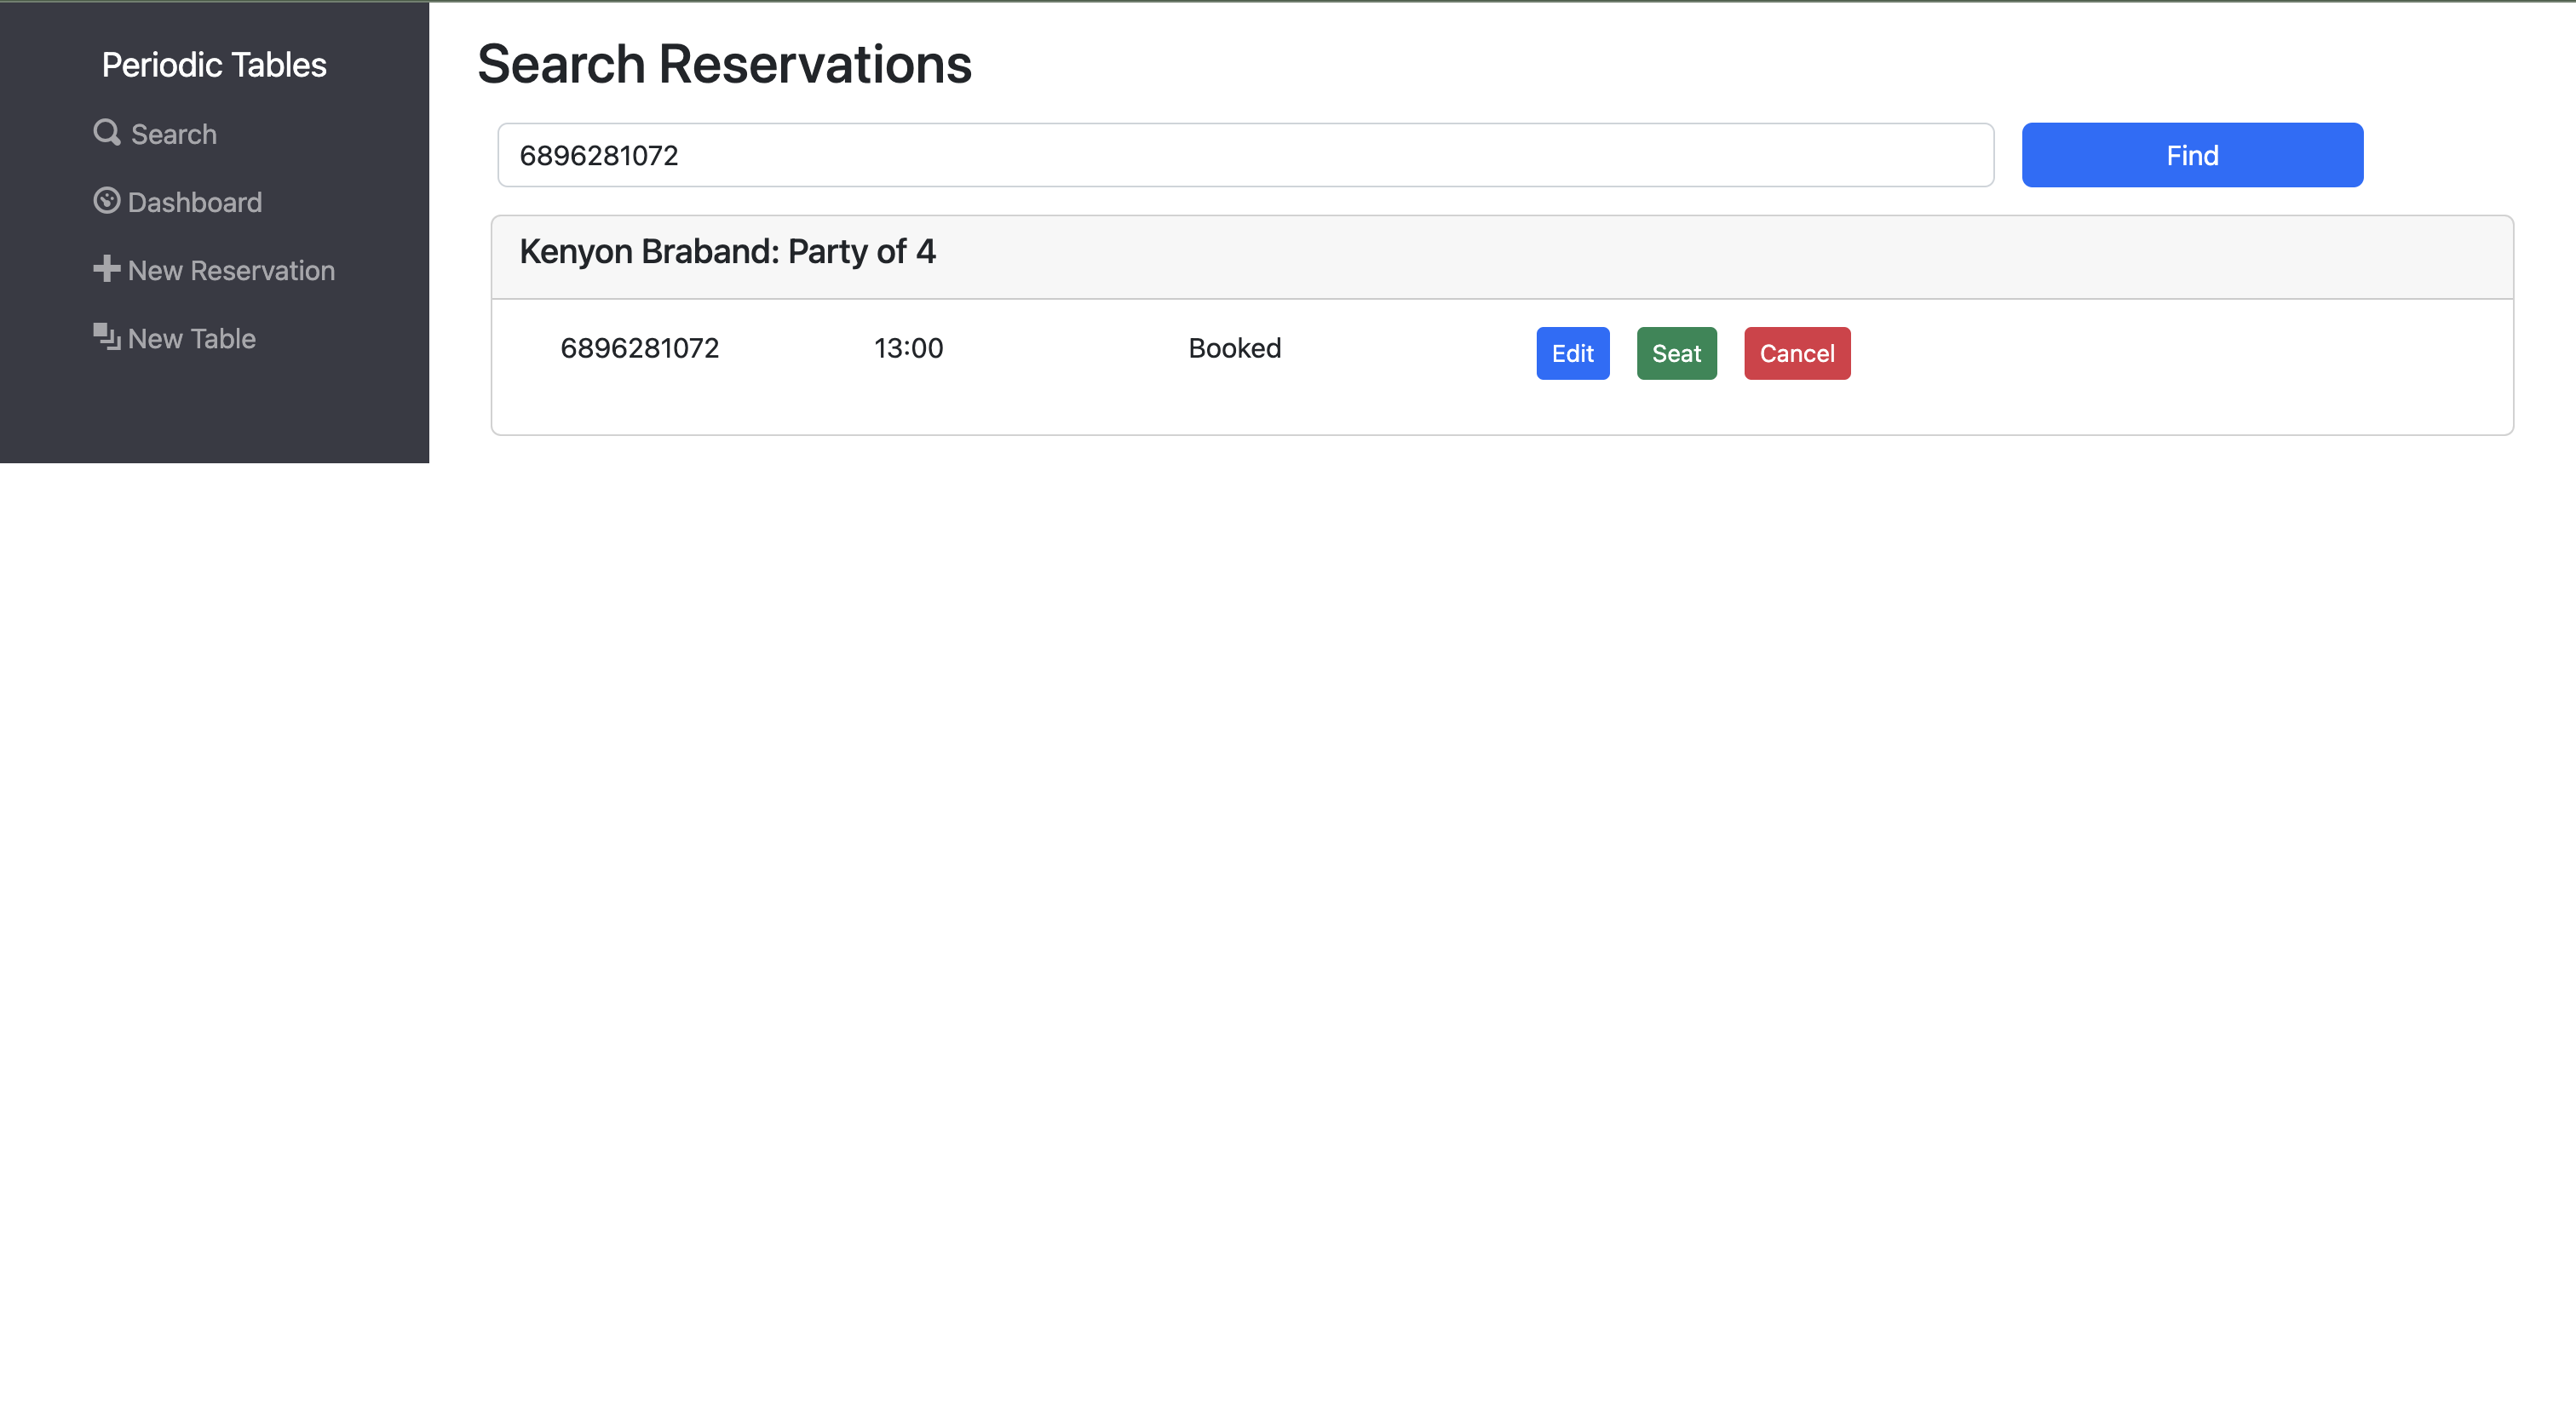 Periodic Tables
Search
Dashboard
New Reservation
New Table
Search Reservations
6896281072
Find
Kenyon Braband: Party of 4
6896281072 13:00 Booked Edit Seat Cancel